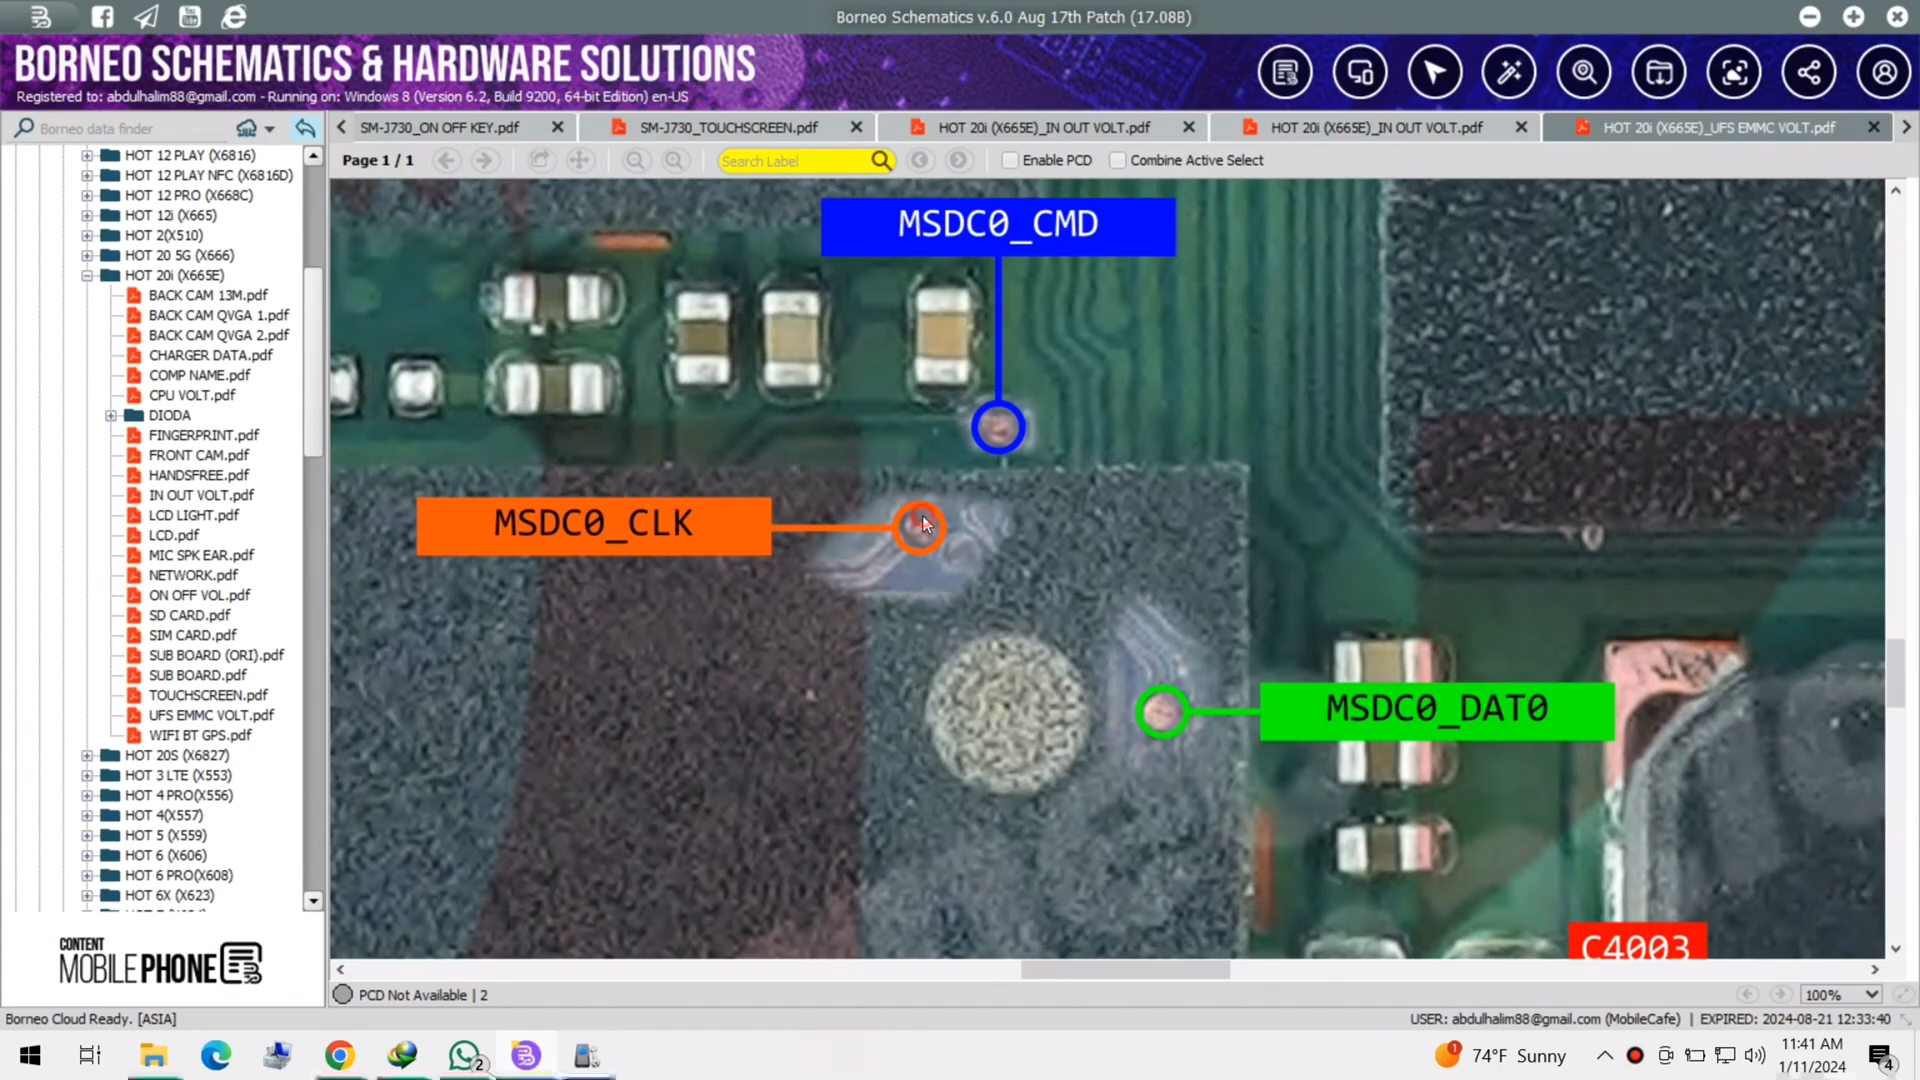 Borneo Schematics v.6.0 Aug 17th Patch (17.08B)
BORNEO SCHEMATICS & HARDWARE SOLUTIONS
Registered to: abdulhalim88@gmail.com - Running on: Windows 8 (Version 6.2, Build 9200, 64-bit Edition) en-US
Borneo data finder
SM-J730_ON OFF KEY.pdf
SM-J730_TOUCHSCREEN.pdf
HOT 20i (X665E)_IN OUT VOLT.pdf
HOT 20i (X665E)_IN OUT VOLT.pdf
HOT 20i (X665E)_UFS EMMC VOLT.pdf
Page 1 / 1
Search Label
Enable PCD
Combine Active Select
HOT 12 PLAY (X6816)
HOT 12 PLAY NFC (X6816D)
HOT 12 PRO (X668C)
HOT 12i (X665)
HOT 2(X510)
HOT 20 5G (X666)
HOT 20i (X665E)
BACK CAM 13M.pdf
BACK CAM QVGA 1.pdf
BACK CAM QVGA 2.pdf
CHARGER DATA.pdf
COMP NAME.pdf
CPU VOLT.pdf
DIODA
FINGERPRINT.pdf
FRONT CAM.pdf
HANDSFREE.pdf
IN OUT VOLT.pdf
LCD LIGHT.pdf
LCD.pdf
MIC SPK EAR.pdf
NETWORK.pdf
ON OFF VOL.pdf
SD CARD.pdf
SIM CARD.pdf
SUB BOARD (ORI).pdf
SUB BOARD.pdf
TOUCHSCREEN.pdf
UFS EMMC VOLT.pdf
WIFI BT GPS.pdf
HOT 20S (X6827)
HOT 3 LTE (X553)
HOT 4 PRO(X556)
HOT 4(X557)
HOT 5 (X559)
HOT 6 (X606)
HOT 6 PRO(X608)
HOT 6X (X623)
MSDC0_CMD
MSDC0_CLK
MSDC0_DAT0
C4003
CONTENT
MOBILEPHONE
PCD Not Available | 2
100%
Borneo Cloud Ready. [ASIA]
USER: abdulhalim88@gmail.com (MobileCafe) | EXPIRED: 2024-08-21 12:33:40
2
1
74°F Sunny
11:41 AM
1/11/2024
4